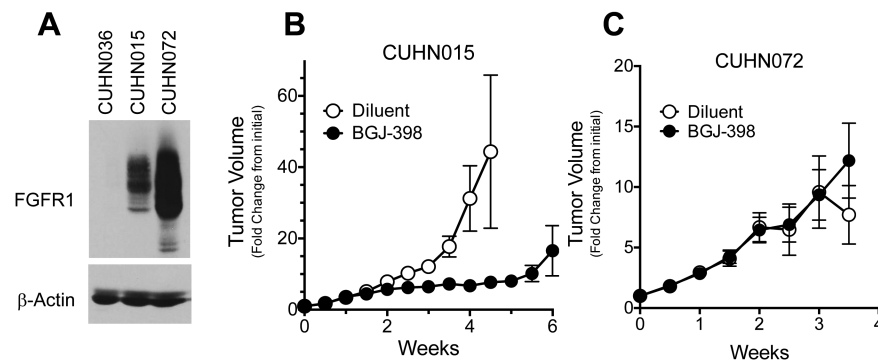 A
CUHN036
CUHN015
CUHN072
FGFR1
β-Actin
B
CUHN015
Diluent
BGJ-398
Tumor Volume
(Fold Change from initial)
60
40
20
0
0
2
4
6
Weeks
C
CUHN072
Diluent
BGJ-398
Tumor Volume
(Fold Change from initial)
20
15
10
5
0
0
1
2
3
4
Weeks